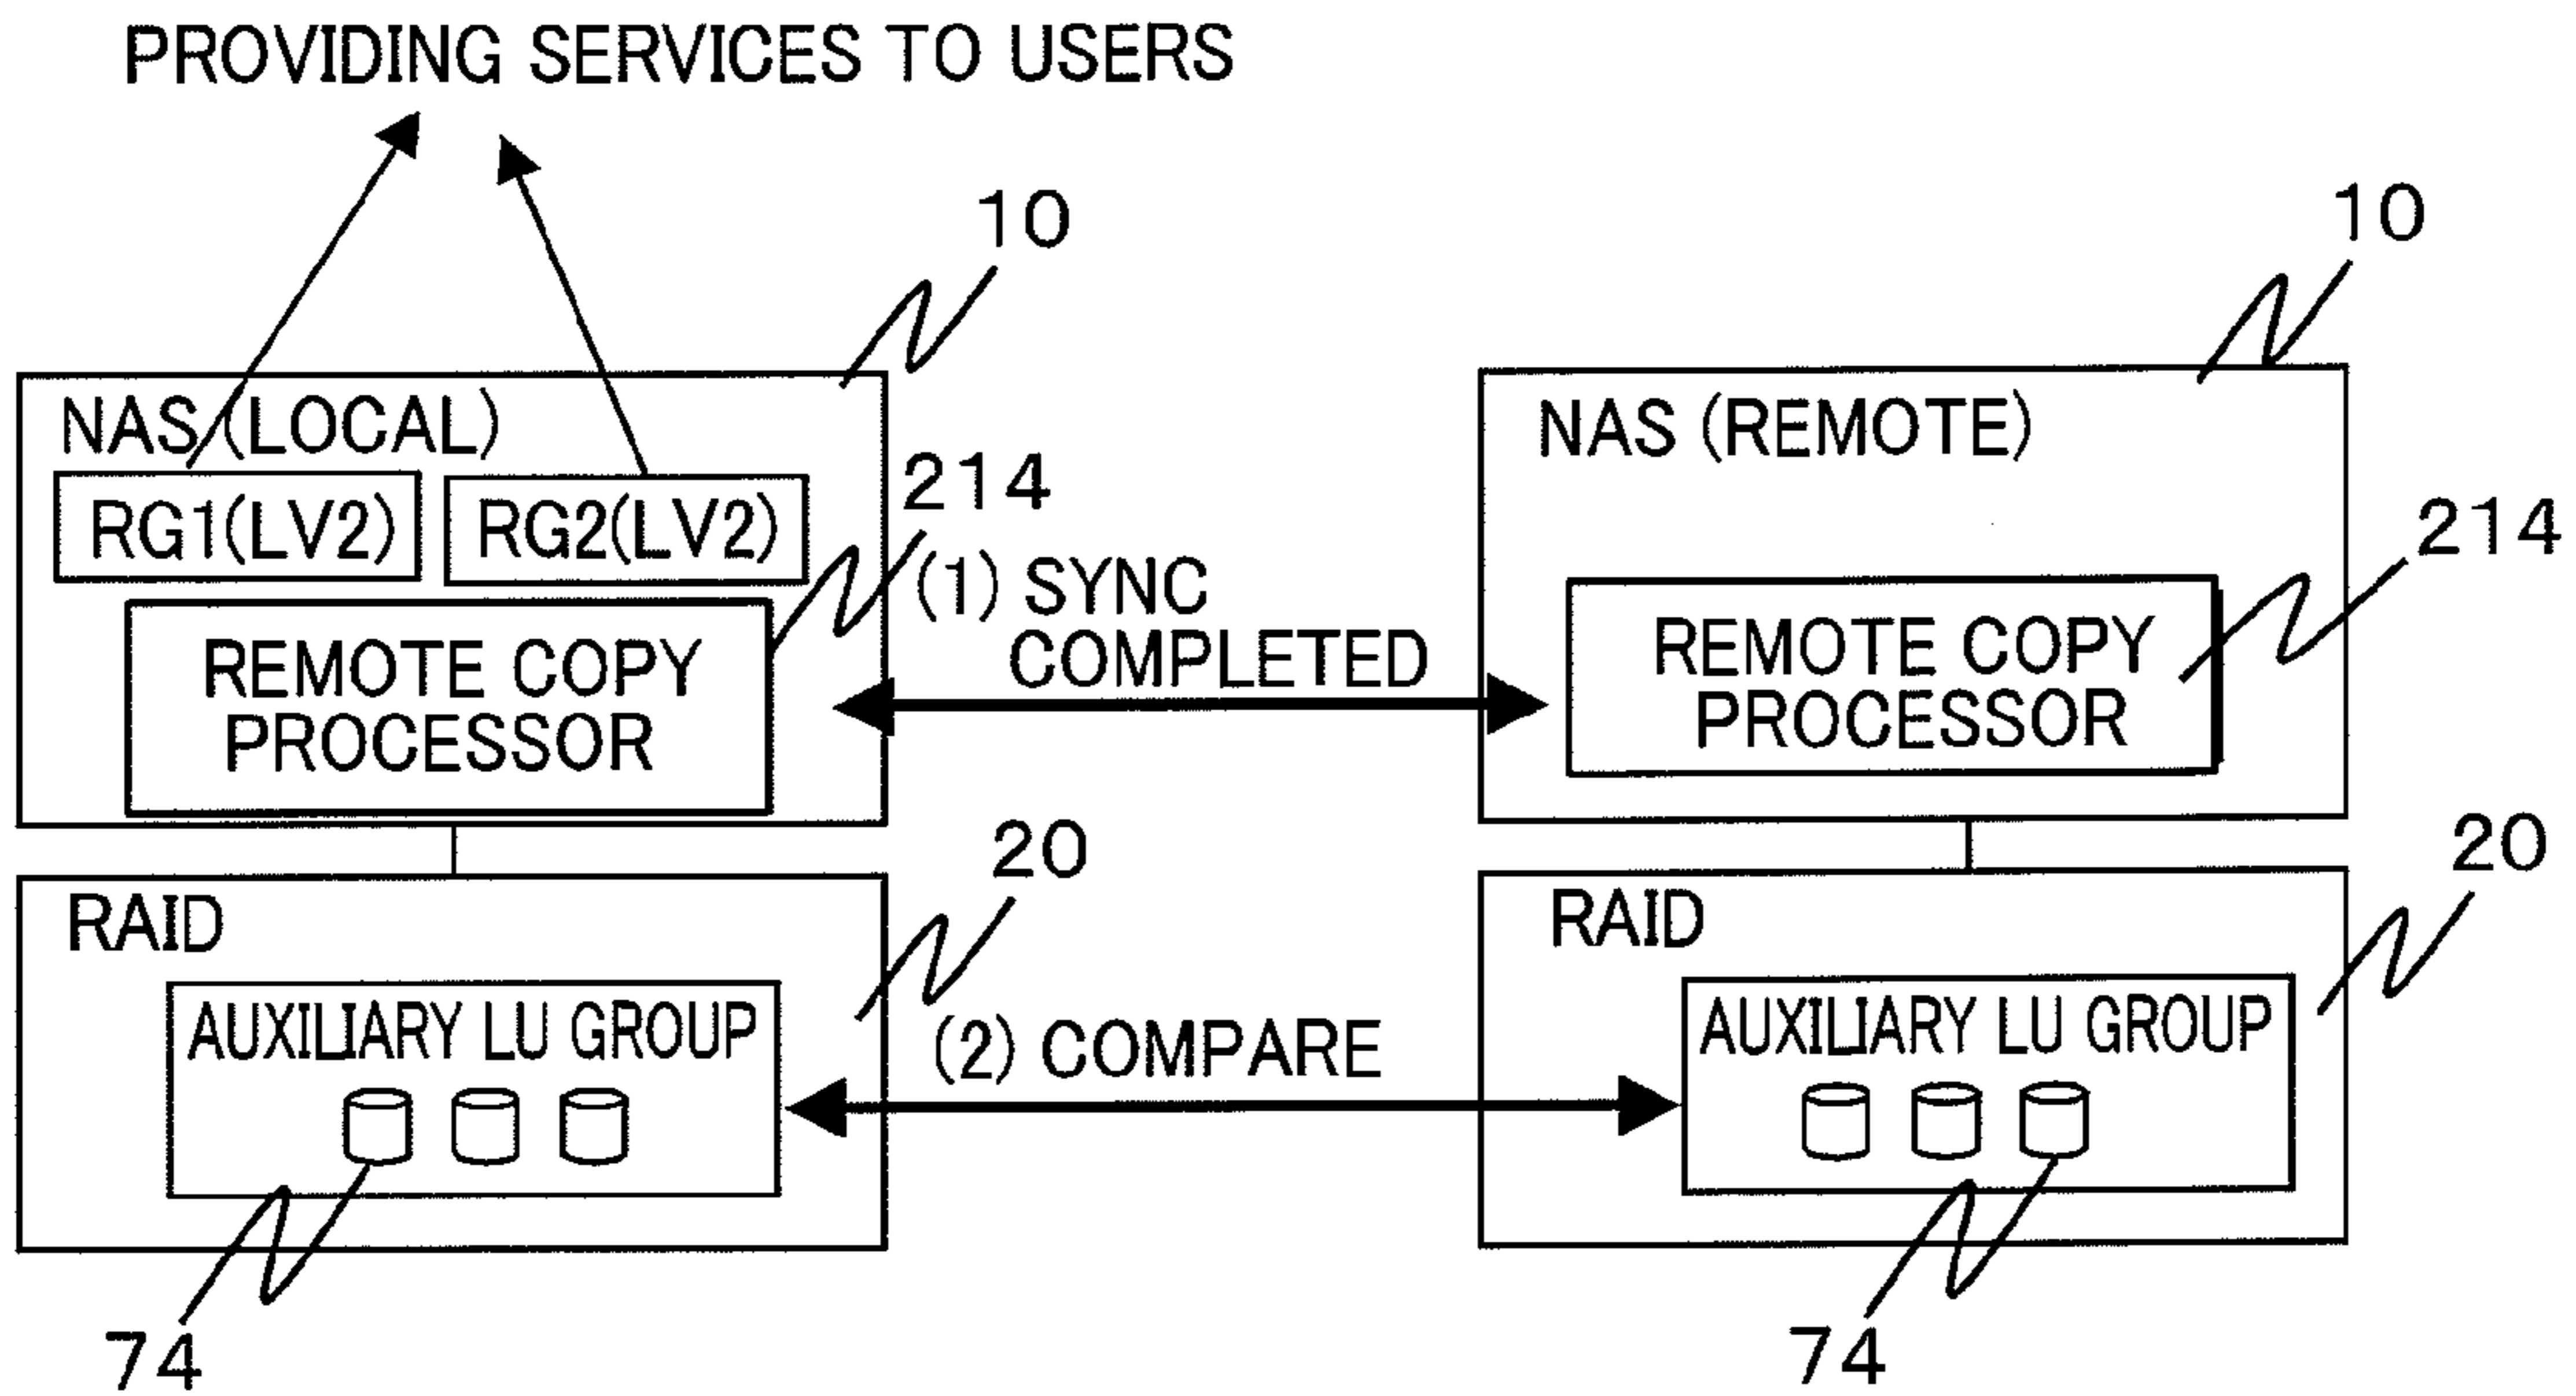 PROVIDING SERVICES TO USERS
10
10
NAS (LOCAL)
RG1(LV2)
RG2(LV2)
214
REMOTE COPY
PROCESSOR
(1) SYNC
COMPLETED
NAS (REMOTE)
214
REMOTE COPY
PROCESSOR
20
20
RAID
AUXILIARY LU GROUP
(2) COMPARE
RAID
AUXILIARY LU GROUP
74
74